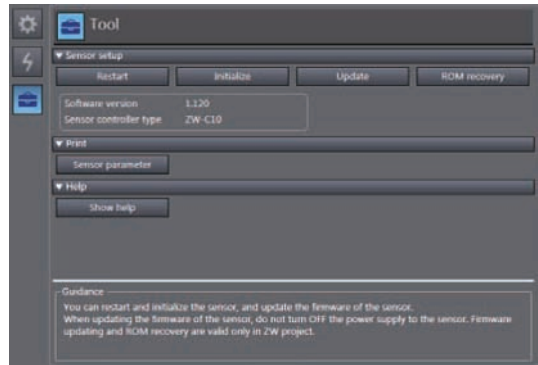 Tool
▼ Sensor setup
Restart Initialize Update ROM recovery
Software version 1.120
Sensor controller type ZW-C10
▼ Print
Sensor parameter
▼ Help
Show help
Guidance
You can restart and initialize the sensor, and update the firmware of the sensor.
When updating the firmware of the sensor, do not turn OFF the power supply to the sensor. Firmware
updating and ROM recovery are valid only in ZW project.